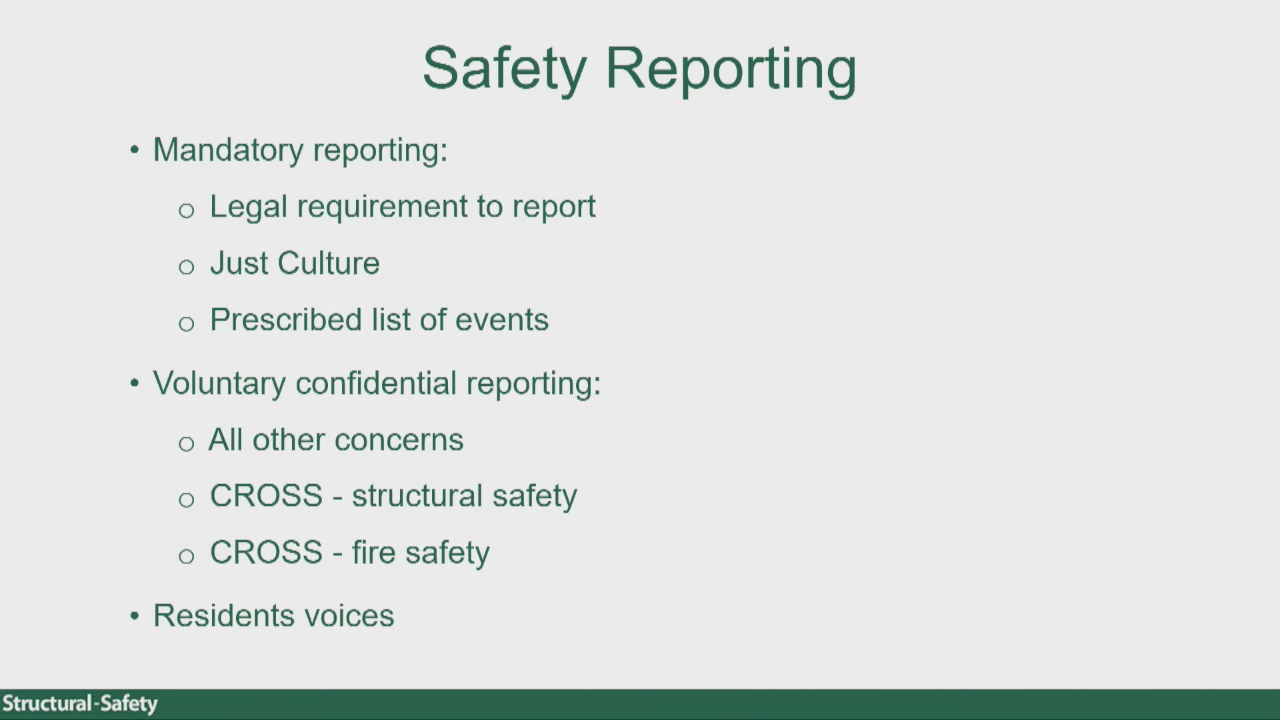 Safety Reporting
• Mandatory reporting:
o Legal requirement to report
o Just Culture
o Prescribed list of events
• Voluntary confidential reporting:
o All other concerns
o CROSS - structural safety
o CROSS - fire safety
• Residents voices
Structural-Safety